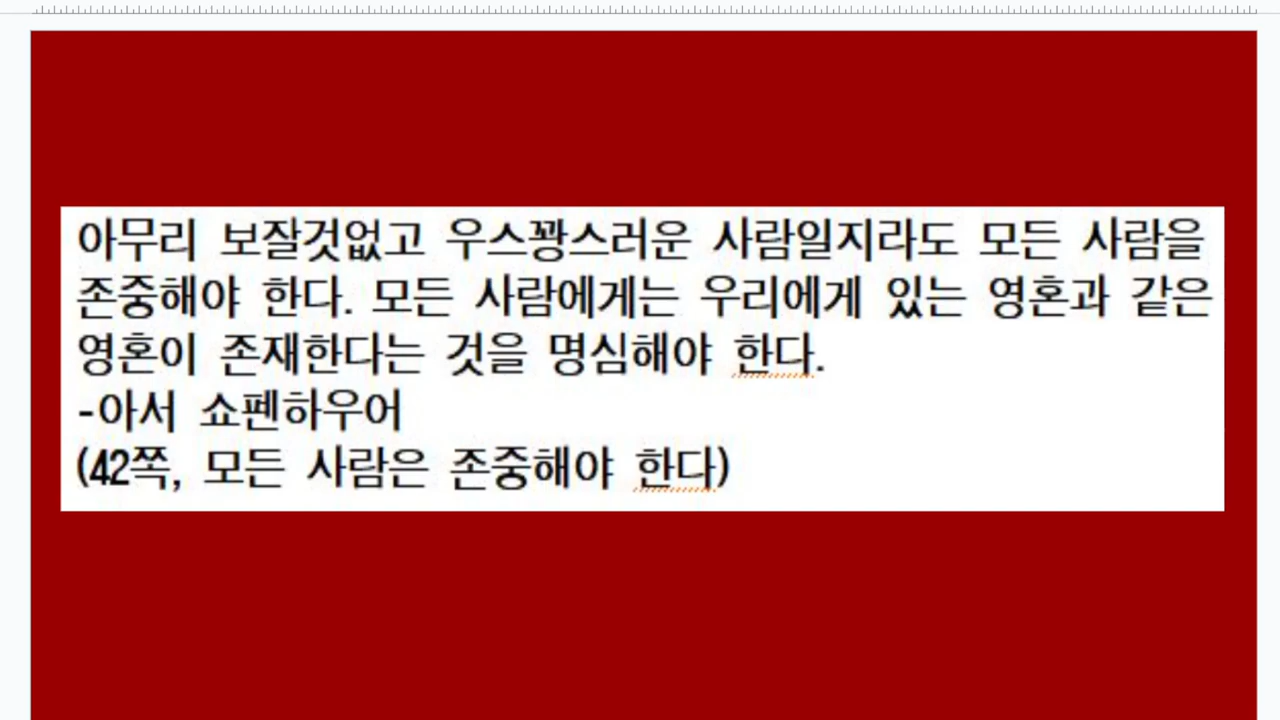 아무리 보잘것없고 우스꽝스러운 사람일지라도 모든 사람을
존중해야 한다. 모든 사람에게는 우리에게 있는 영혼과 같은
영혼이 존재한다는 것을 명심해야 한다.
-아서 쇼펜하우어
(42쪽, 모든 사람은 존중해야 한다)